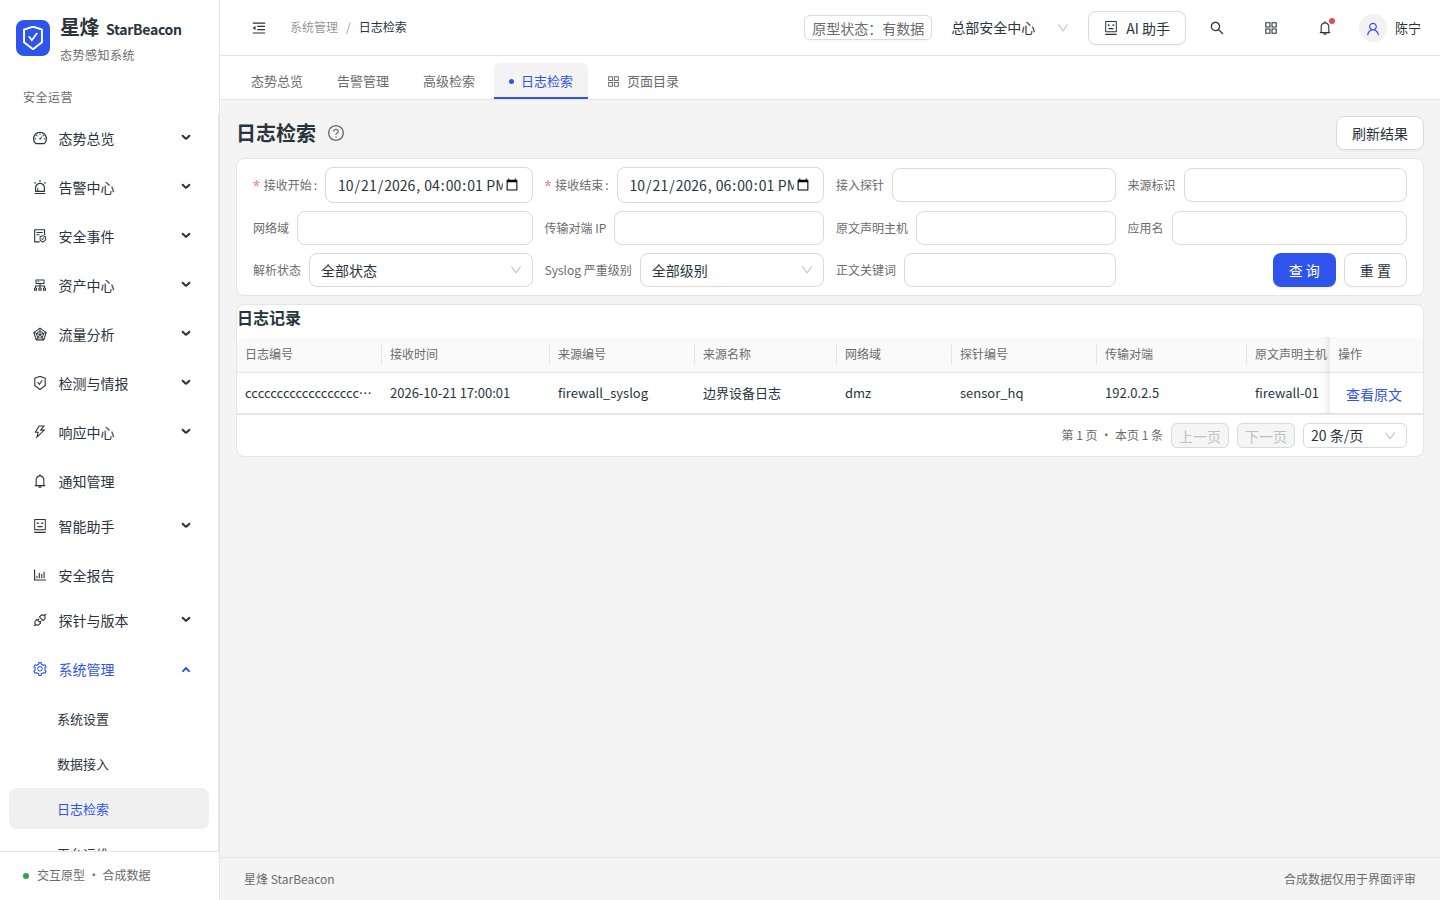 星烽 StarBeacon
态势感知系统
安全运营
态势总览
告警中心
安全事件
资产中心
流量分析
检测与情报
响应中心
通知管理
智能助手
安全报告
探针与版本
系统管理
系统设置
数据接入
日志检索
交互原型 · 合成数据
系统管理 / 日志检索
原型状态：有数据
总部安全中心
AI 助手
陈宁
态势总览 告警管理 高级检索 日志检索 页面目录
日志检索
刷新结果
* 接收开始： 10/21/2026, 04:00:01 PM
* 接收结束： 10/21/2026, 06:00:01 PM
接入探针
来源标识
网络域
传输对端 IP
原文声明主机
应用名
解析状态 全部状态
Syslog 严重级别 全部级别
正文关键词
查 询 重 置
日志记录
日志编号 接收时间 来源编号 来源名称 网络域 探针编号 传输对端 原文声明主机 操作
cccccccccccccccccc··· 2026-10-21 17:00:01 firewall_syslog 边界设备日志 dmz sensor_hq 192.0.2.5 firewall-01 查看原文
第 1 页 · 本页 1 条 上一页 下一页 20 条/页
星烽 StarBeacon
合成数据仅用于界面评审